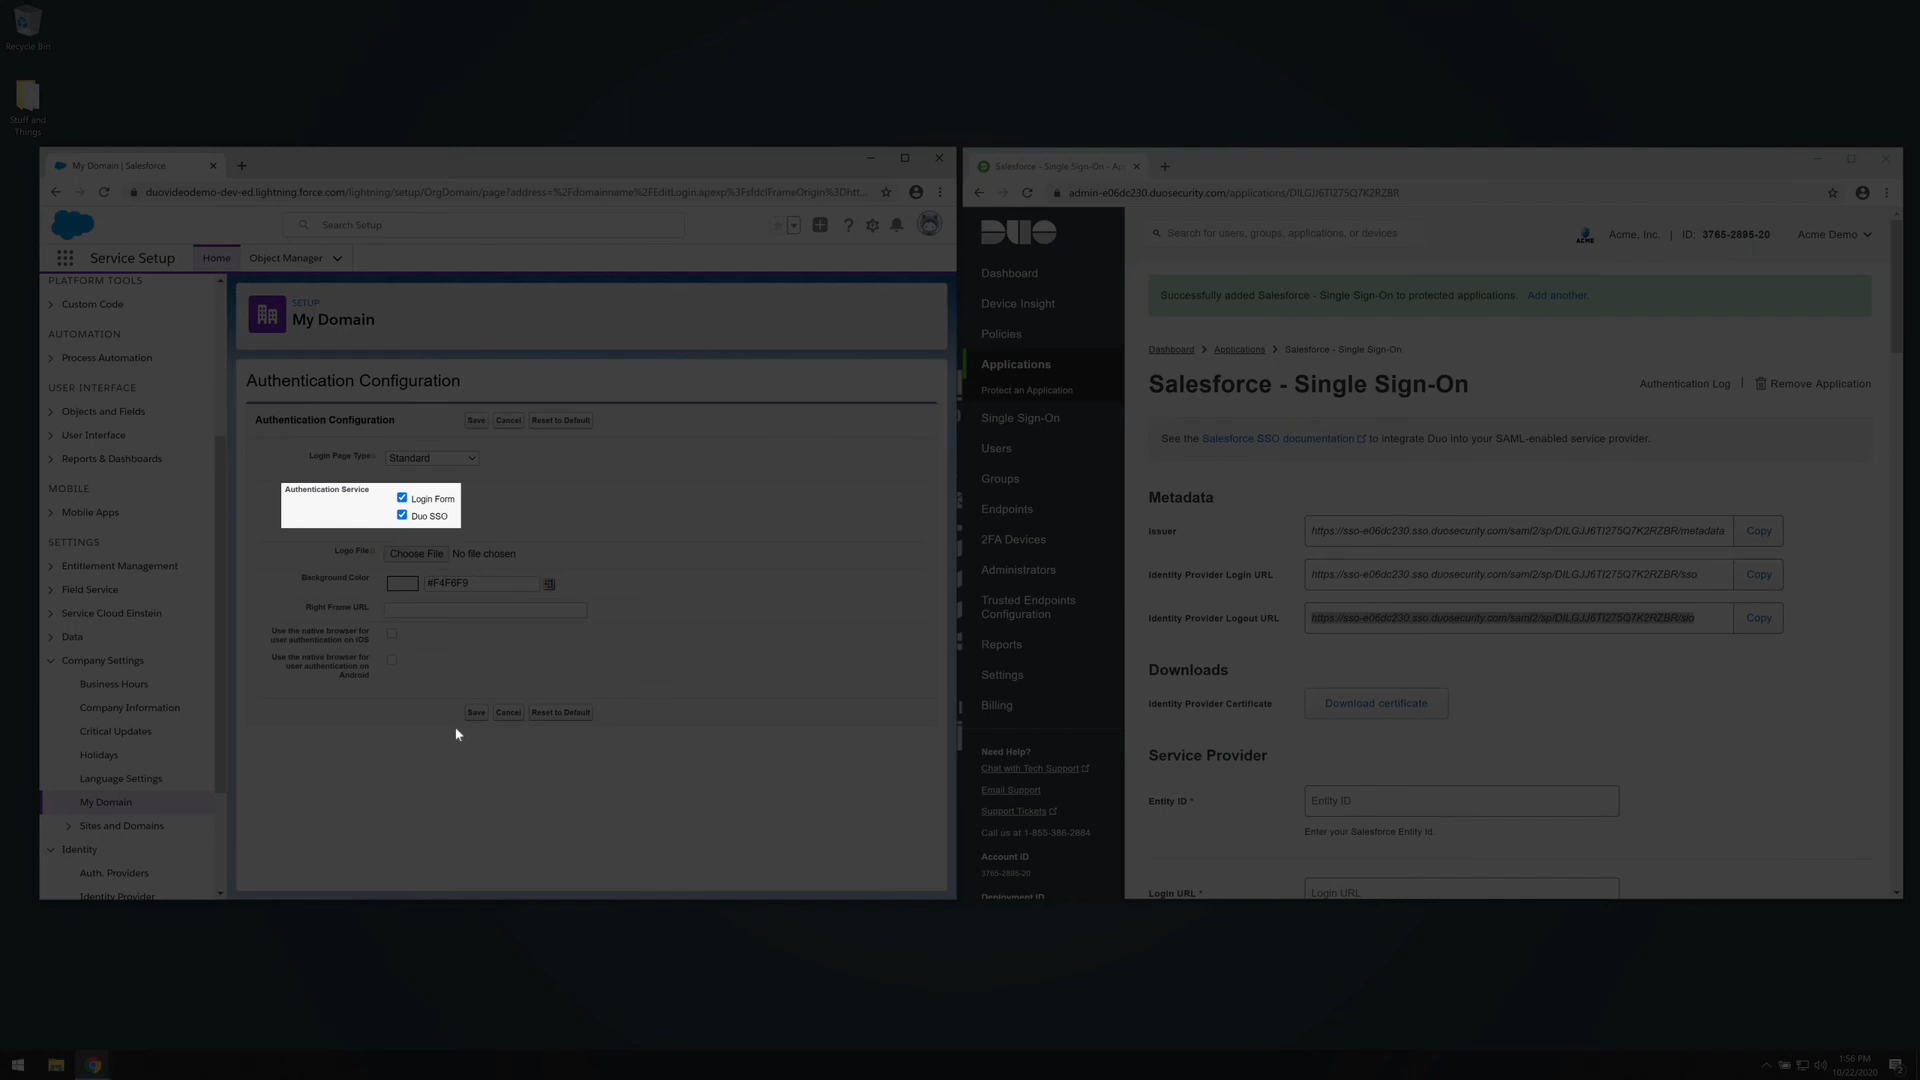 Recycle Bin
Stuff and
Things
My Domain | Salesforce
duovideodemo-dev-ed.lightning.force.com/lightning/setup/OrgDomain/page?address=%2Fdomainname%2FEditLogin.apexp%3FsfdcIFrameOrigin%3Dhtt...
Search Setup
Service Setup
Home
Object Manager
PLATFORM TOOLS
Custom Code
AUTOMATION
Process Automation
USER INTERFACE
Objects and Fields
User Interface
Reports & Dashboards
MOBILE
Mobile Apps
SETTINGS
Entitlement Management
Field Service
Service Cloud Einstein
Data
Company Settings
Business Hours
Company Information
Critical Updates
Holidays
Language Settings
My Domain
Sites and Domains
Identity
Auth. Providers
Identity Provider
SETUP
My Domain
Authentication Configuration
Authentication Configuration
Save
Cancel
Reset to Default
Login Page Type
Standard
Authentication Service
Login Form
Duo SSO
Logo File
Choose File
No file chosen
Background Color
#F4F6F9
Right Frame URL
Use the native browser for
user authentication on iOS
Use the native browser for
user authentication on
Android
Save
Cancel
Reset to Default
Salesforce - Single Sign-On - Ap
admin-e06dc230.duosecurity.com/applications/DILGJJ6TI275Q7K2RZBR
DUO
Dashboard
Device Insight
Policies
Applications
Protect an Application
Single Sign-On
Users
Groups
Endpoints
2FA Devices
Administrators
Trusted Endpoints
Configuration
Reports
Settings
Billing
Need Help?
Chat with Tech Support
Email Support
Support Tickets
Call us at 1-855-386-2884
Account ID
3765-2895-20
Deployment ID
Search for users, groups, applications, or devices
ACME
Acme, Inc. | ID: 3765-2895-20
Acme Demo
Successfully added Salesforce - Single Sign-On to protected applications. Add another.
Dashboard > Applications > Salesforce - Single Sign-On
Salesforce - Single Sign-On
Authentication Log | Remove Application
See the Salesforce SSO documentation to integrate Duo into your SAML-enabled service provider.
Metadata
Issuer
https://sso-e06dc230.sso.duosecurity.com/saml2/sp/DILGJJ6TI275Q7K2RZBR/metadata
Copy
Identity Provider Login URL
https://sso-e06dc230.sso.duosecurity.com/saml2/sp/DILGJJ6TI275Q7K2RZBR/sso
Copy
Identity Provider Logout URL
https://sso-e06dc230.sso.duosecurity.com/saml2/sp/DILGJJ6TI275Q7K2RZBR/slo
Copy
Downloads
Identity Provider Certificate
Download certificate
Service Provider
Entity ID *
Entity ID
Enter your Salesforce Entity Id.
Login URL *
Login URL
1:56 PM
10/22/2020
2